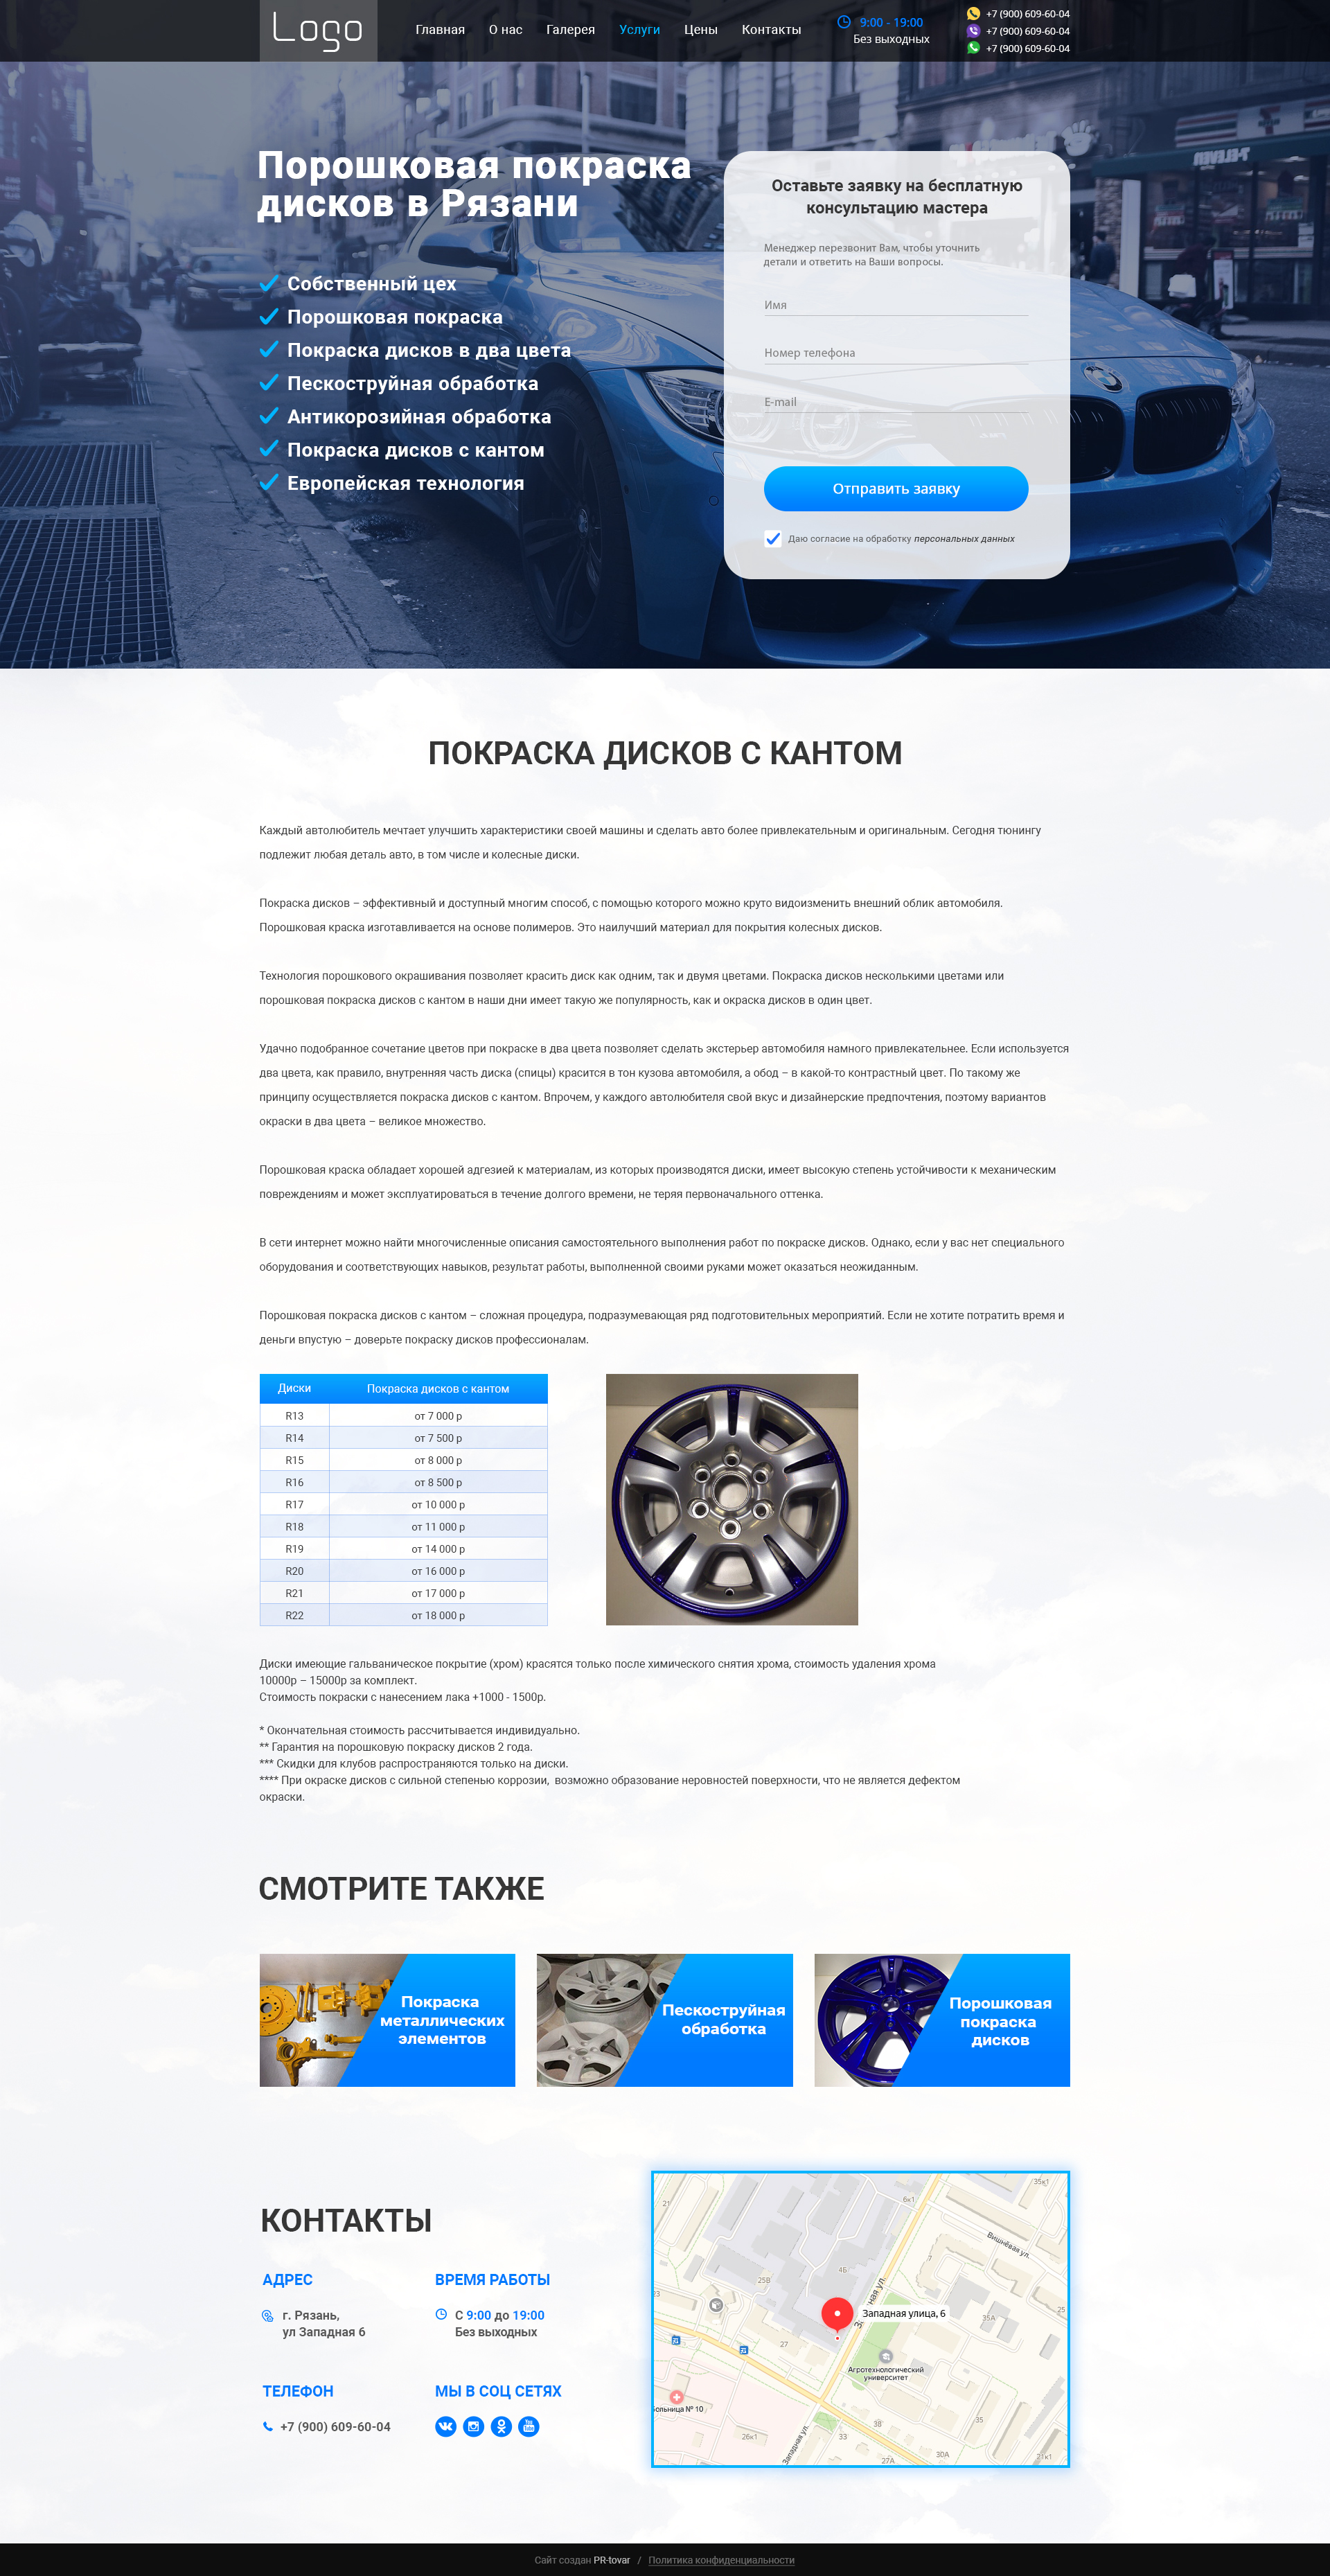 Logo
Главная О нас Галерея Услуги Цены Контакты
9:00 - 19:00
Без выходных
+7 (900) 609-60-04
+7 (900) 609-60-04
+7 (900) 609-60-04
Порошковая покраска
дисков в Рязани
Собственный цех
Порошковая покраска
Покраска дисков в два цвета
Пескоструйная обработка
Антикорозийная обработка
Покраска дисков с кантом
Европейская технология
Оставьте заявку на бесплатную
консультацию мастера
Менеджер перезвонит Вам, чтобы уточнить
детали и ответить на Ваши вопросы.
Имя
Номер телефона
E-mail
Отправить заявку
Даю согласие на обработку персональных данных
ПОКРАСКА ДИСКОВ С КАНТОМ
Каждый автолюбитель мечтает улучшить характеристики своей машины и сделать авто более привлекательным и оригинальным. Сегодня тюнингу
подлежит любая деталь авто, в том числе и колесные диски.
Покраска дисков – эффективный и доступный многим способ, с помощью которого можно круто видоизменить внешний облик автомобиля.
Порошковая краска изготавливается на основе полимеров. Это наилучший материал для покрытия колесных дисков.
Технология порошкового окрашивания позволяет красить диск как одним, так и двумя цветами. Покраска дисков несколькими цветами или
порошковая покраска дисков с кантом в наши дни имеет такую же популярность, как и окраска дисков в один цвет.
Удачно подобранное сочетание цветов при покраске в два цвета позволяет сделать экстерьер автомобиля намного привлекательнее. Если используется
два цвета, как правило, внутренняя часть диска (спицы) красится в тон кузова автомобиля, а обод – в какой-то контрастный цвет. По такому же
принципу осуществляется покраска дисков с кантом. Впрочем, у каждого автолюбителя свой вкус и дизайнерские предпочтения, поэтому вариантов
окраски в два цвета – великое множество.
Порошковая краска обладает хорошей адгезией к материалам, из которых производятся диски, имеет высокую степень устойчивости к механическим
повреждениям и может эксплуатироваться в течение долгого времени, не теряя первоначального оттенка.
В сети интернет можно найти многочисленные описания самостоятельного выполнения работ по покраске дисков. Однако, если у вас нет специального
оборудования и соответствующих навыков, результат работы, выполненной своими руками может оказаться неожиданным.
Порошковая покраска дисков с кантом – сложная процедура, подразумевающая ряд подготовительных мероприятий. Если не хотите потратить время и
деньги впустую – доверьте покраску дисков профессионалам.
Диски Покраска дисков с кантом
R13 от 7 000 р
R14 от 7 500 р
R15 от 8 000 р
R16 от 8 500 р
R17 от 10 000 р
R18 от 11 000 р
R19 от 14 000 р
R20 от 16 000 р
R21 от 17 000 р
R22 от 18 000 р
Диски имеющие гальваническое покрытие (хром) красятся только после химического снятия хрома, стоимость удаления хрома
10000р – 15000р за комплект.
Стоимость покраски с нанесением лака +1000 - 1500р.
* Окончательная стоимость рассчитывается индивидуально.
** Гарантия на порошковую покраску дисков 2 года.
*** Скидки для клубов распространяются только на диски.
**** При окраске дисков с сильной степенью коррозии, возможно образование неровностей поверхности, что не является дефектом
окраски.
СМОТРИТЕ ТАКЖЕ
Покраска
металлических
элементов
Пескоструйная
обработка
Порошковая
покраска
дисков
КОНТАКТЫ
АДРЕС
г. Рязань,
ул Западная 6
ВРЕМЯ РАБОТЫ
С 9:00 до 19:00
Без выходных
ТЕЛЕФОН
+7 (900) 609-60-04
МЫ В СОЦ СЕТЯХ
You
Tube
35к1
6к1
21
Вишнёвая ул.
7
4Б
25В
25
35А
Западная улица, 6
27
Агротехнологический
университет
Больница № 10
38
35
33
26к1
Западная ул.
27А
30А
21к1
Сайт создан PR-tovar / Политика конфиденциальности